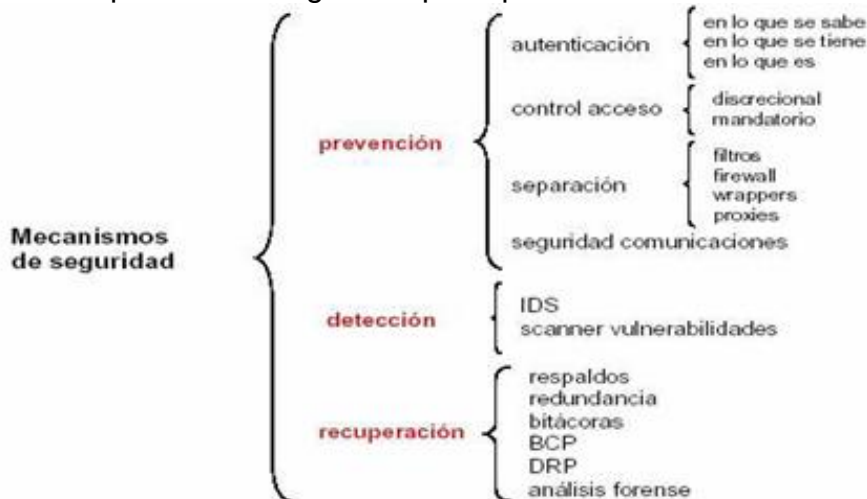 Mecanismos
de seguridad
prevención
autenticación
en lo que se sabe
en lo que se tiene
en lo que es
control acceso
discrecional
mandatorio
separación
filtros
firewall
wrappers
proxies
seguridad comunicaciones
detección
IDS
scanner vulnerabilidades
recuperación
respaldos
redundancia
bitácoras
BCP
DRP
análisis forense